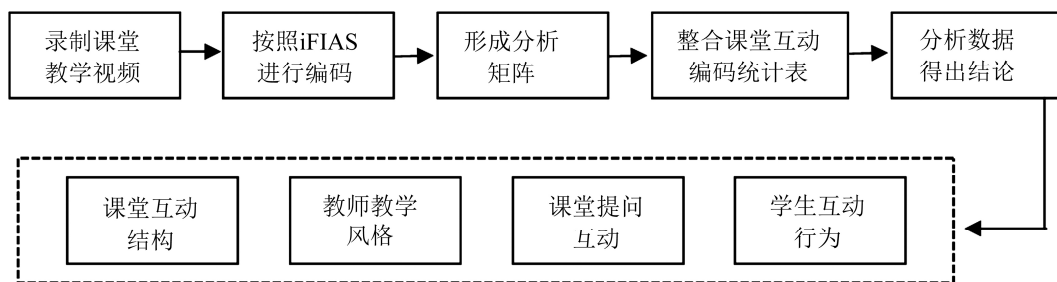 录制课堂
教学视频
按照iFIAS
进行编码
形成分析
矩阵
整合课堂互动
编码统计表
分析数据
得出结论
课堂互动
结构
教师教学
风格
课堂提问
互动
学生互动
行为